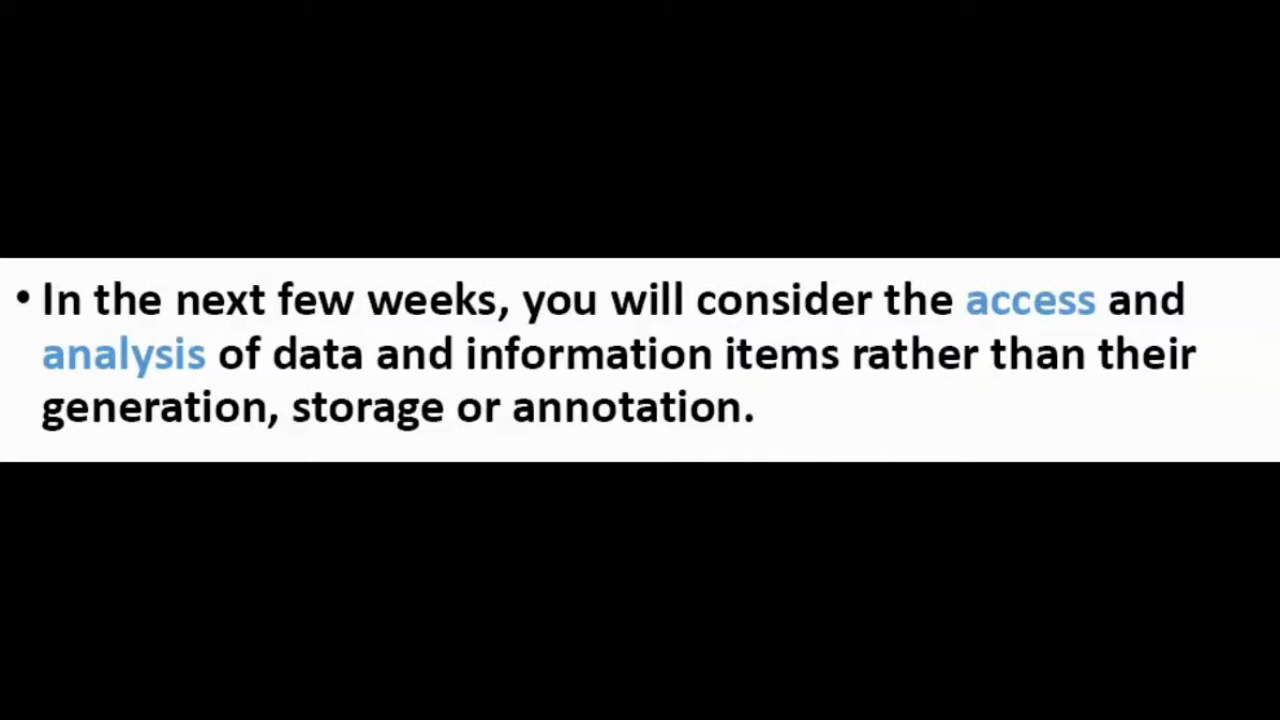 • In the next few weeks, you will consider the access and
analysis of data and information items rather than their
generation, storage or annotation.